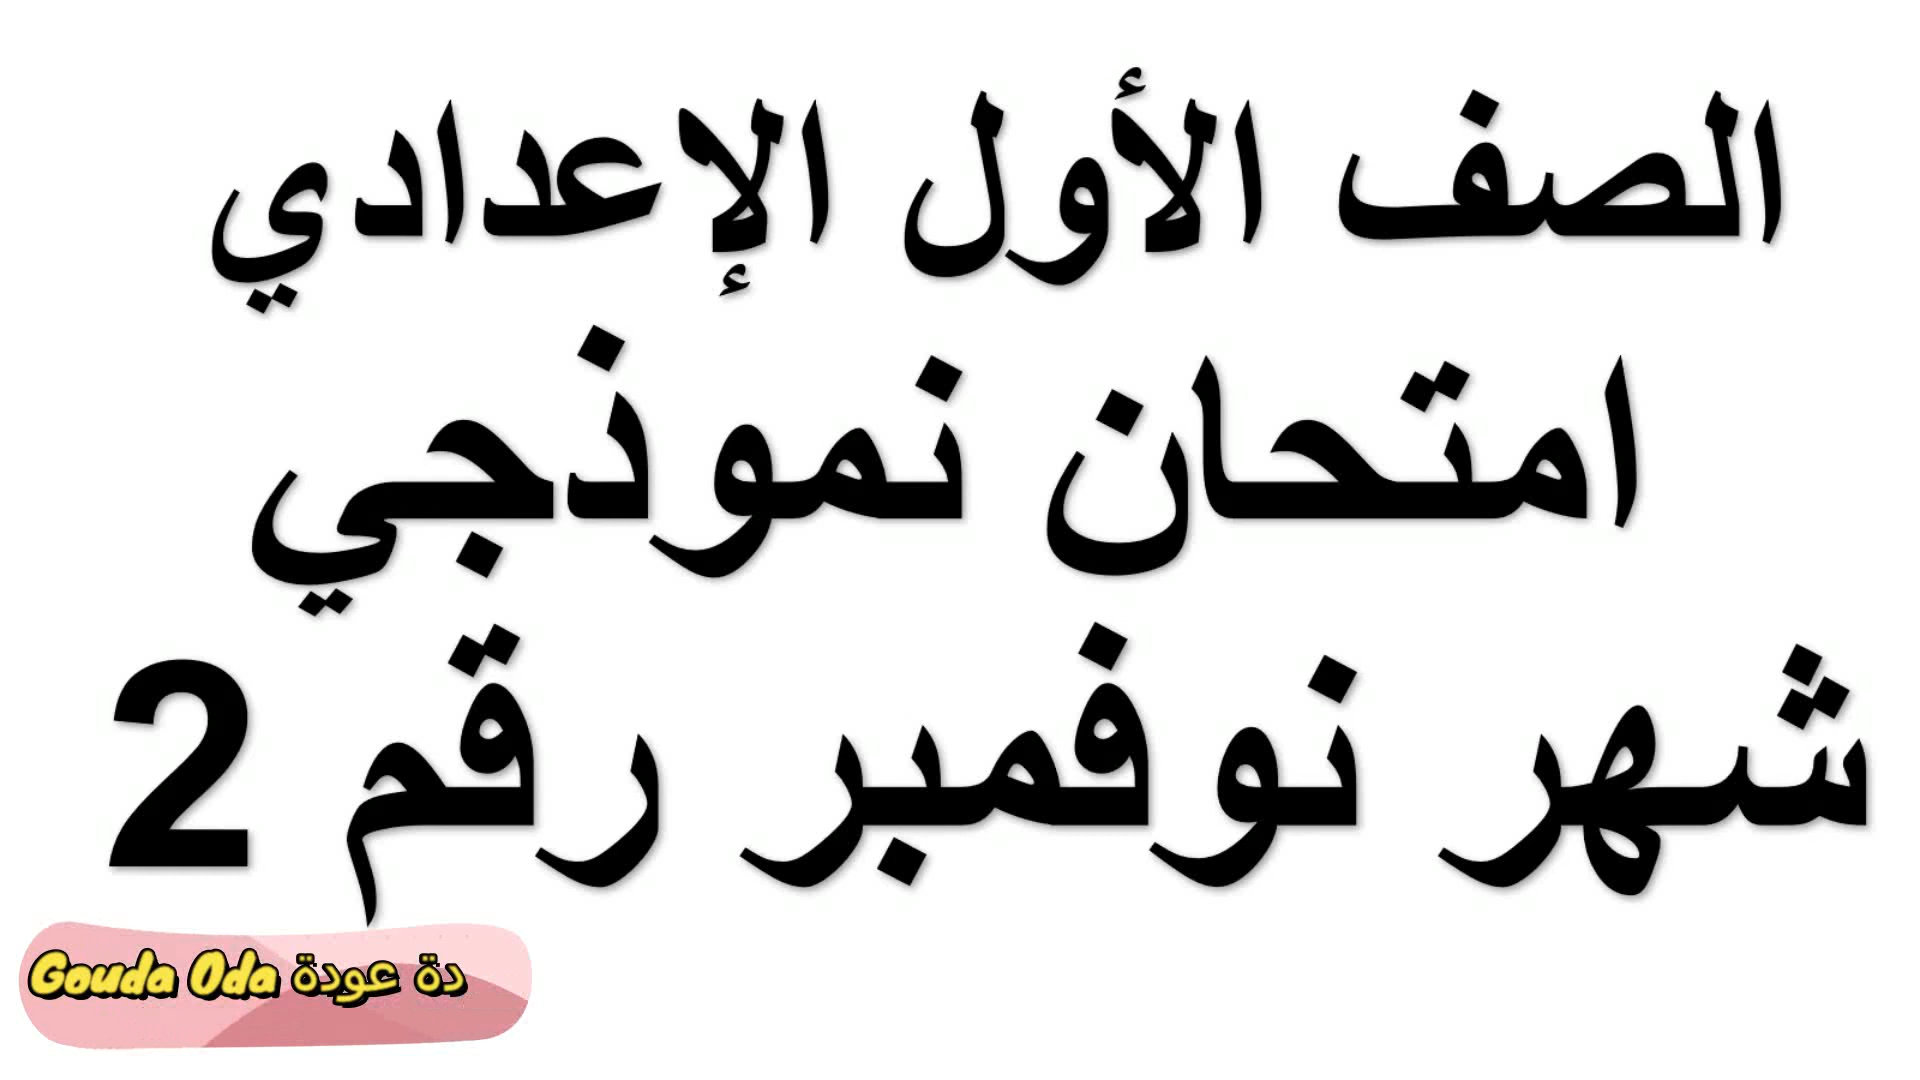 الصف الأول الإعدادي
امتحان نموذجي
شهر نوفمبر رقم 2
Gouda Oda دة عودة